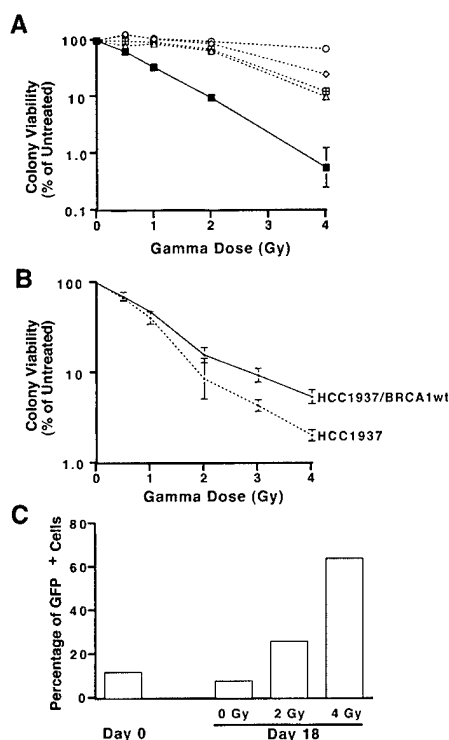 A
Colony Viability
(% of Untreated)
100
10
1.0
0.1
0
1
2
3
4
Gamma Dose (Gy)
B
Colony Viability
(% of Untreated)
100
10
1.0
HCC1937/BRCA1wt
HCC1937
0
1
2
3
4
Gamma Dose (Gy)
C
Percentage of GFP + Cells
80
60
40
20
0
0 Gy
2 Gy
4 Gy
Day 0
Day 18